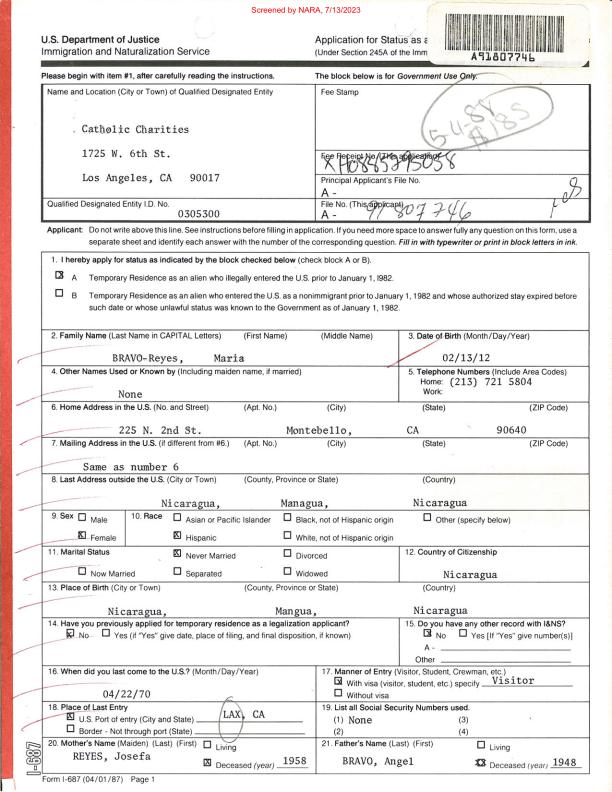 Screened by NARA, 7/13/2023
U.S. Department of Justice
Immigration and Naturalization Service
Application for Status as a
(Under Section 245A of the Imm
A91807746
Please begin with item #1, after carefully reading the instructions.
The block below is for Government Use Only.
Name and Location (City or Town) of Qualified Designated Entity
Catholic Charities
1725 W. 6th St.
Los Angeles, CA 90017
Qualified Designated Entity I.D. No.
0305300
Fee Stamp
5-4-88
$185
Fee Receipt No. (This applicant)
Principal Applicant's File No.
A -
File No. (This applicant)
A - 91 807 746
Applicant: Do not write above this line. See instructions before filling in application. If you need more space to answer fully any question on this form, use a
separate sheet and identify each answer with the number of the corresponding question. Fill in with typewriter or print in block letters in ink.
1. I hereby apply for status as indicated by the block checked below (check block A or B).
X A Temporary Residence as an alien who illegally entered the U.S. prior to January 1, 1982.
B Temporary Residence as an alien who entered the U.S. as a nonimmigrant prior to January 1, 1982 and whose authorized stay expired before
such date or whose unlawful status was known to the Government as of January 1, 1982.
2. Family Name (Last Name in CAPITAL Letters) (First Name) (Middle Name)
BRAVO-Reyes, Maria
3. Date of Birth (Month/Day/Year)
02/13/12
4. Other Names Used or Known by (Including maiden name, if married)
None
5. Telephone Numbers (Include Area Codes)
Home: (213) 721 5804
Work:
6. Home Address in the U.S. (No. and Street) (Apt. No.) (City) (State) (ZIP Code)
225 N. 2nd St. Montebello, CA 90640
7. Mailing Address in the U.S. (if different from #6.) (Apt. No.) (City) (State) (ZIP Code)
Same as number 6
8. Last Address outside the U.S. (City or Town) (County, Province or State) (Country)
Nicaragua, Managua, Nicaragua
9. Sex Male
X Female
10. Race Asian or Pacific Islander Black, not of Hispanic origin Other (specify below)
X Hispanic White, not of Hispanic origin
11. Marital Status X Never Married Divorced
Now Married Separated Widowed
12. Country of Citizenship
Nicaragua
13. Place of Birth (City or Town) (County, Province or State) (Country)
Nicaragua, Mangua, Nicaragua
14. Have you previously applied for temporary residence as a legalization applicant?
X No Yes (if "Yes" give date, place of filing, and final disposition, if known)
15. Do you have any other record with I&NS?
X No Yes [If "Yes" give number(s)]
A -
Other
16. When did you last come to the U.S.? (Month/Day/Year)
04/22/70
17. Manner of Entry (Visitor, Student, Crewman, etc.)
X With visa (visitor, student, etc.) specify Visitor
Without visa
18. Place of Last Entry
X U.S. Port of entry (City and State) LAX, CA
Border - Not through port (State)
19. List all Social Security Numbers used.
(1) None (3)
(2) (4)
20. Mother's Name (Maiden) (Last) (First) Living
REYES, Josefa X Deceased (year) 1958
21. Father's Name (Last) (First) Living
BRAVO, Angel X Deceased (year) 1948
I-687
Form I-687 (04/01/87) Page 1